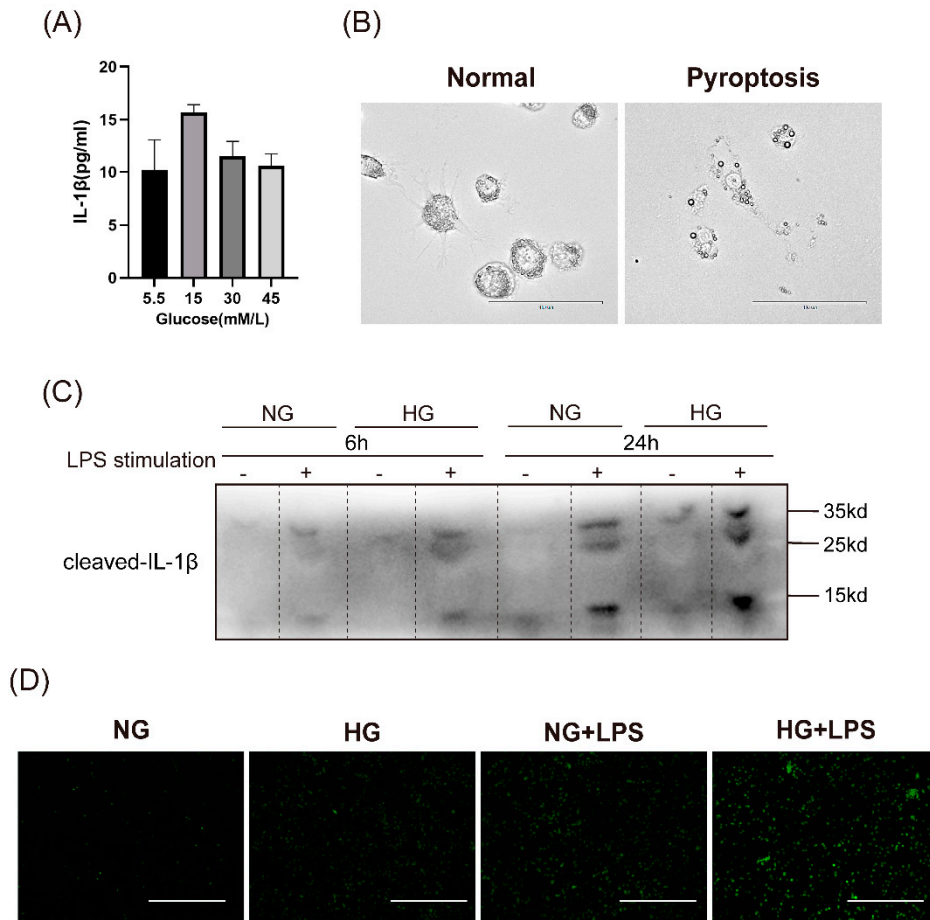 (A)
20
15
10
5
0
IL-1β(pg/ml)
5.5 15 30 45
Glucose(mM/L)
(B)
Normal Pyroptosis
(C)
NG HG NG HG
6h 24h
LPS stimulation - + - + - + - +
35kd
25kd
15kd
cleaved-IL-1β
(D)
NG HG NG+LPS HG+LPS